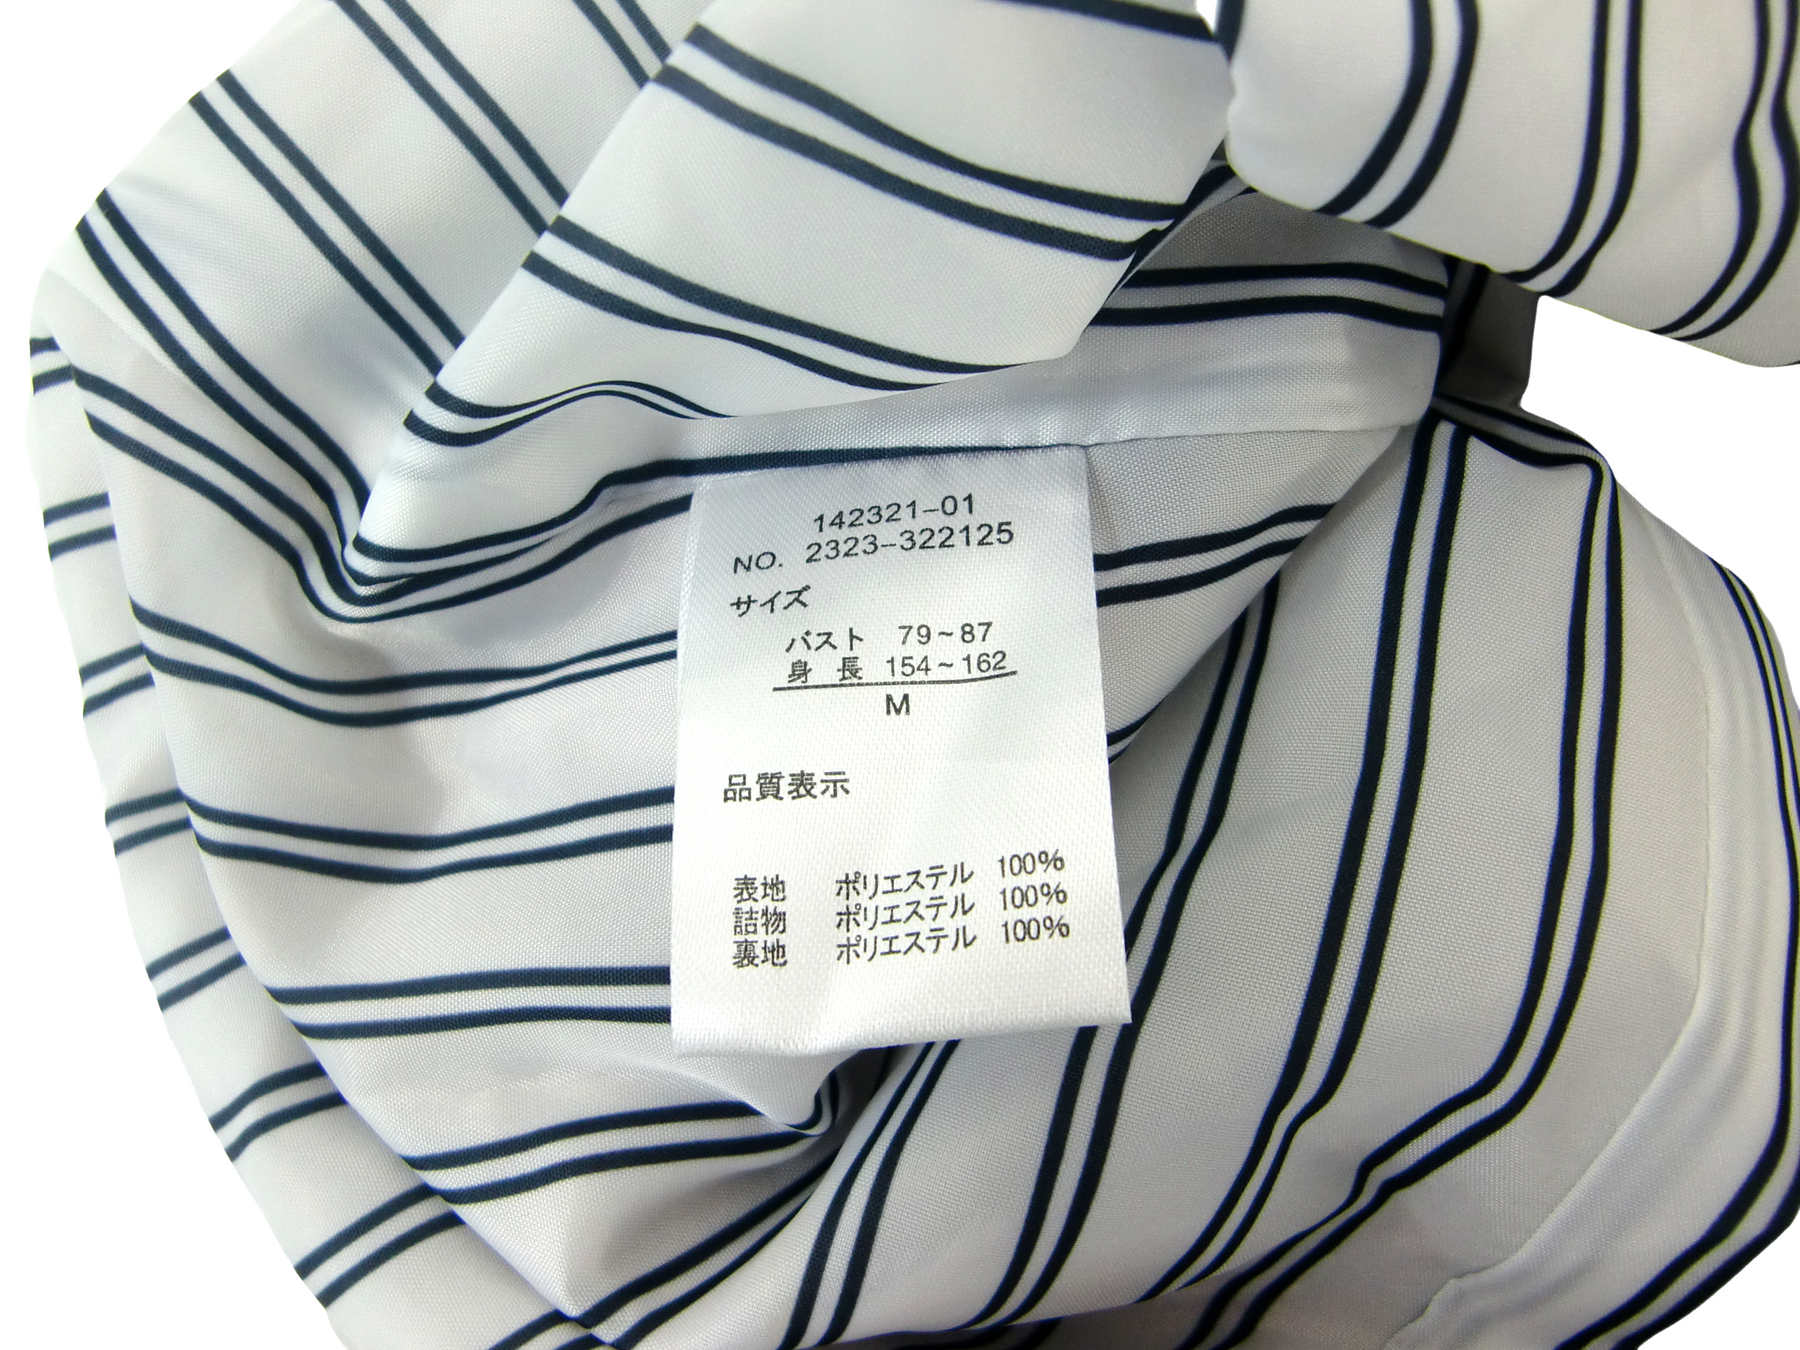 142321-01
NO. 2323-322125
サイズ
バスト 79~87
身長 154~162
M
品質表示
表地 ポリエステル 100%
詰物 ポリエステル 100%
裏地 ポリエステル 100%